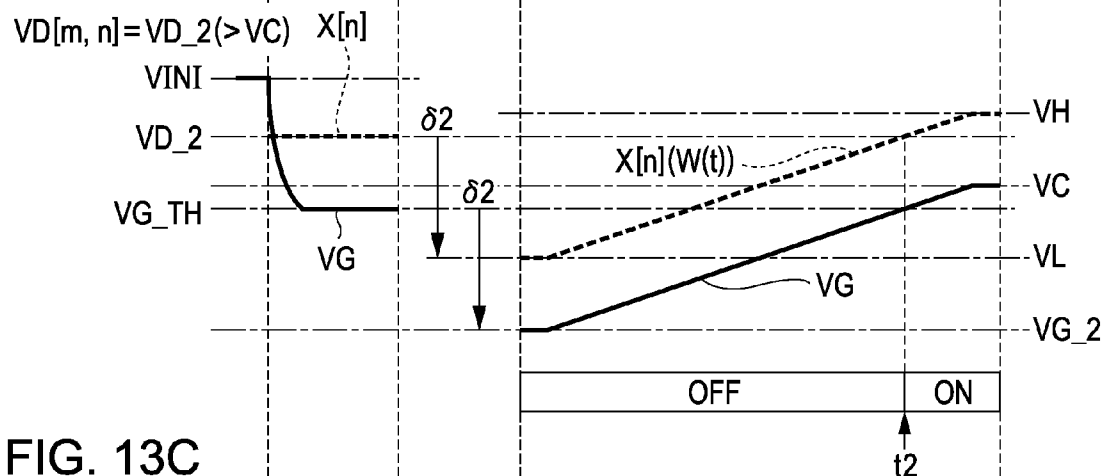 VD[m, n]=VD_2(>VC) X[n]
VINI
δ2
VH
VD_2
X[n](W(t))
δ2
VC
VG_TH
VG
VL
VG
VG_2
OFF ON
FIG. 13C
t2